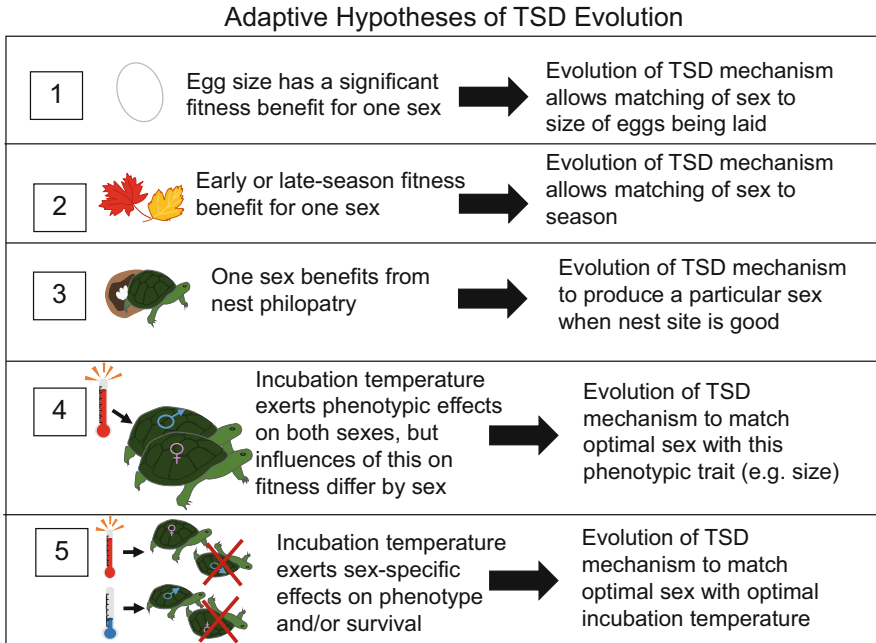 Adaptive Hypotheses of TSD Evolution
1
Egg size has a significant
fitness benefit for one sex
Evolution of TSD mechanism
allows matching of sex to
size of eggs being laid
2
Early or late-season fitness
benefit for one sex
Evolution of TSD mechanism
allows matching of sex to
season
3
One sex benefits from
nest philopatry
Evolution of TSD mechanism
to produce a particular sex
when nest site is good
4
Incubation temperature
exerts phenotypic effects
on both sexes, but
influences of this on
fitness differ by sex
Evolution of TSD
mechanism to match
optimal sex with this
phenotypic trait (e.g. size)
5
Incubation temperature
exerts sex-specific
effects on phenotype
and/or survival
Evolution of TSD
mechanism to match
optimal sex with optimal
incubation temperature